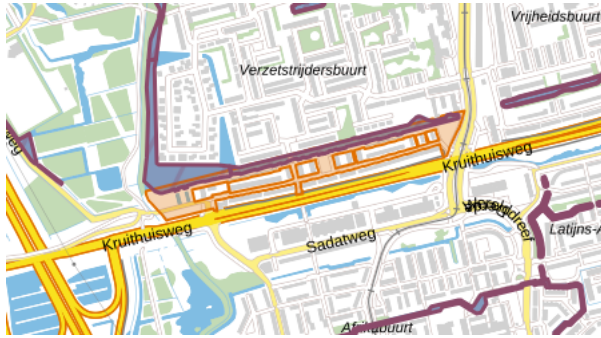 Vrijheidsbuurt
Verzetstrijdersbuurt
Kruithuisweg
Kruithuisweg
Sadatweg
Latijns-A
Afrikabuurt